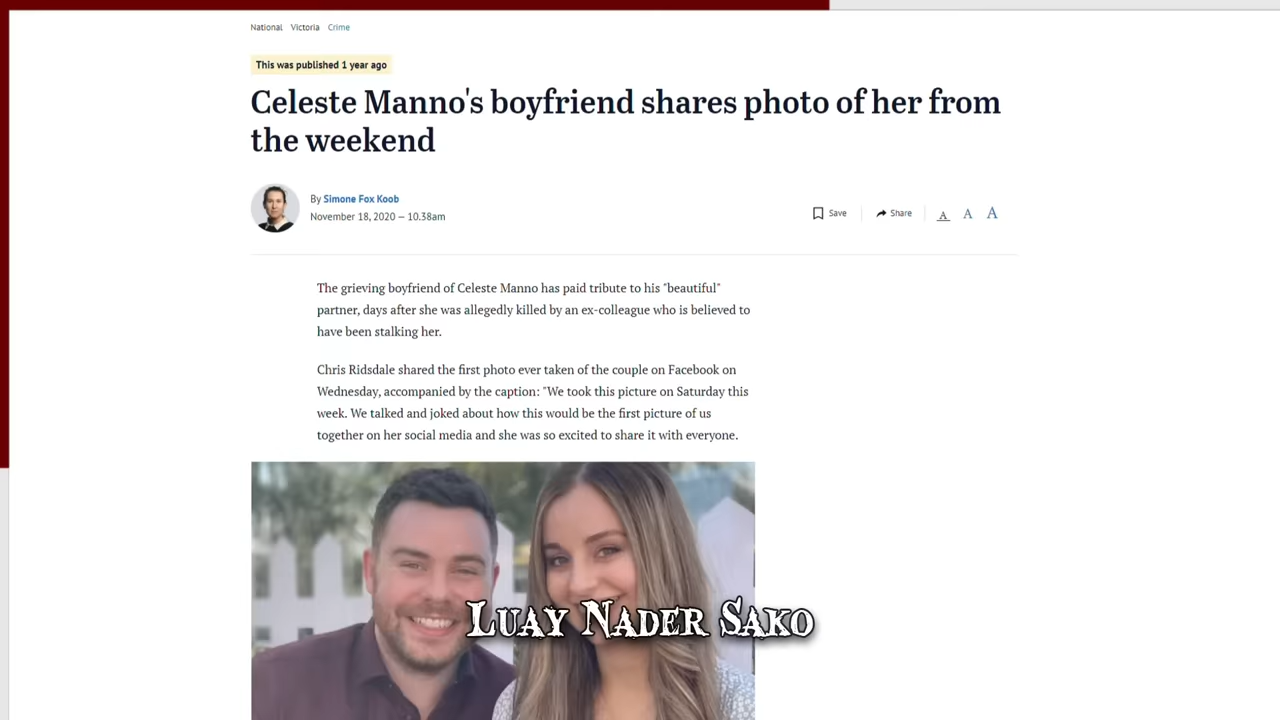 National Victoria Crime
This was published 1 year ago
Celeste Manno's boyfriend shares photo of her from
the weekend
By Simone Fox Koob
November 18, 2020 — 10.38am
Save Share A A A
The grieving boyfriend of Celeste Manno has paid tribute to his "beautiful"
partner, days after she was allegedly killed by an ex-colleague who is believed to
have been stalking her.
Chris Ridsdale shared the first photo ever taken of the couple on Facebook on
Wednesday, accompanied by the caption: "We took this picture on Saturday this
week. We talked and joked about how this would be the first picture of us
together on her social media and she was so excited to share it with everyone.
Luay Nader Sako